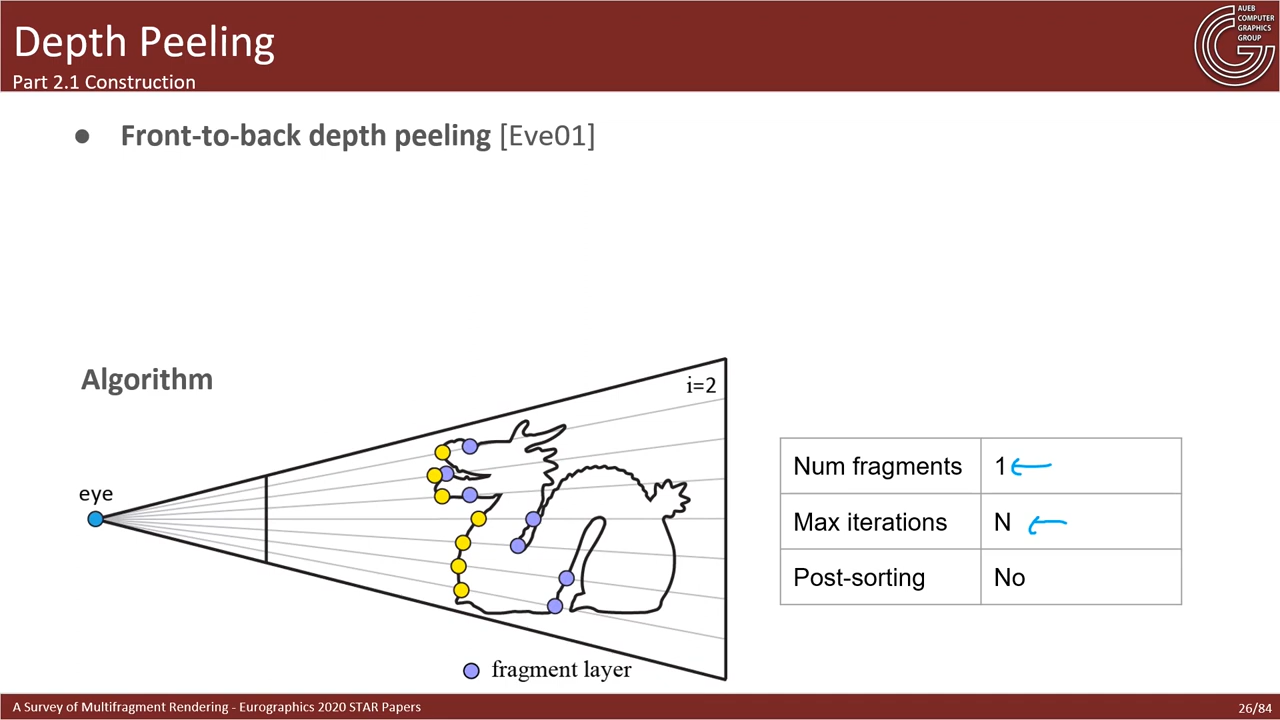 Depth Peeling
Part 2.1 Construction
AUEB
COMPUTER
GRAPHICS
GROUP
● Front-to-back depth peeling [Eve01]
Algorithm
i=2
eye
Num fragments 1
Max iterations N
Post-sorting No
fragment layer
A Survey of Multifragment Rendering - Eurographics 2020 STAR Papers
26/84